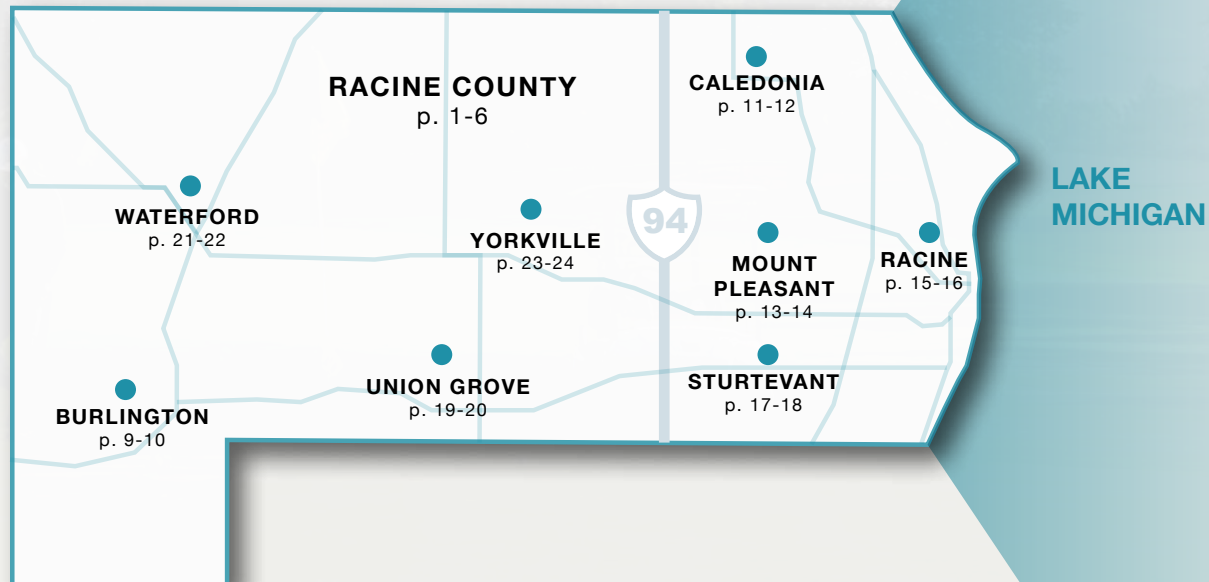 RACINE COUNTY
p. 1-6
CALEDONIA
p. 11-12
LAKE
MICHIGAN
WATERFORD
p. 21-22
YORKVILLE
p. 23-24
94
MOUNT
PLEASANT
p. 13-14
RACINE
p. 15-16
BURLINGTON
p. 9-10
UNION GROVE
p. 19-20
STURTEVANT
p. 17-18